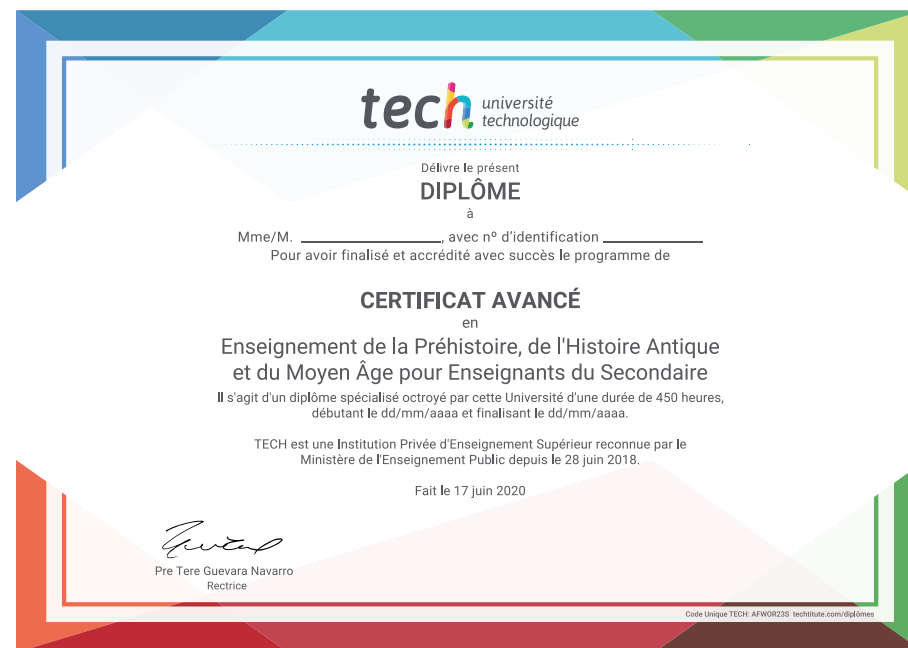 tech université
technologique
Délivre le présent
DIPLÔME
à
Mme/M. ____________________, avec nº d'identification ______________
Pour avoir finalisé et accrédité avec succès le programme de
CERTIFICAT AVANCÉ
en
Enseignement de la Préhistoire, de l'Histoire Antique
et du Moyen Âge pour Enseignants du Secondaire
Il s'agit d'un diplôme spécialisé octroyé par cette Université d'une durée de 450 heures,
débutant le dd/mm/aaaa et finalisant le dd/mm/aaaa.
TECH est une Institution Privée d'Enseignement Supérieur reconnue par le
Ministère de l'Enseignement Public depuis le 28 juin 2018.
Fait le 17 juin 2020
Pre Tere Guevara Navarro
Rectrice
Code Unique TECH: AFWOR23S techtitute.com/diplômes